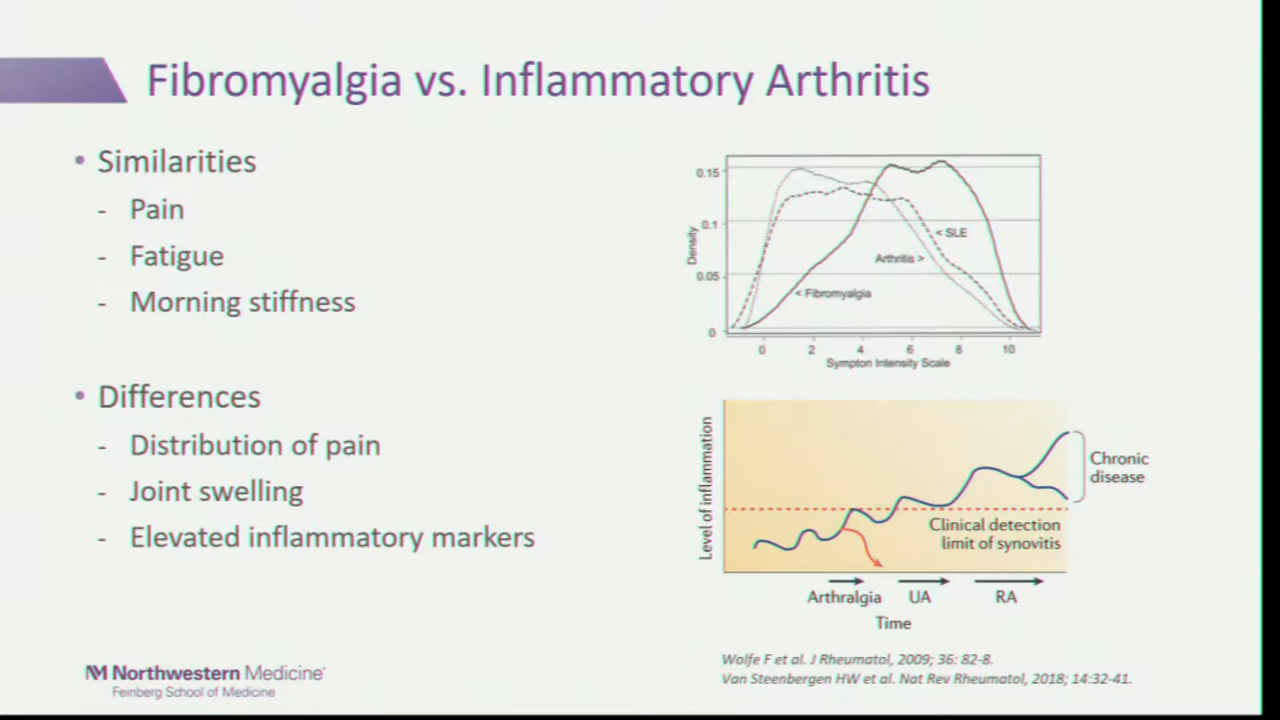 Fibromyalgia vs. Inflammatory Arthritis
• Similarities
- Pain
- Fatigue
- Morning stiffness
• Differences
- Distribution of pain
- Joint swelling
- Elevated inflammatory markers
0.15
0.1
0.05
0
Density
< SLE
Arthritis >
< Fibromyalgia
0 2 4 6 8 10
Sympton Intensity Scale
Level of inflammation
Chronic
disease
Clinical detection
limit of synovitis
Arthralgia UA RA
Time
Wolfe F et al. J Rheumatol, 2009; 36: 82-8.
Van Steenbergen HW et al. Nat Rev Rheumatol, 2018; 14:32-41.
NM Northwestern Medicine®
Feinberg School of Medicine